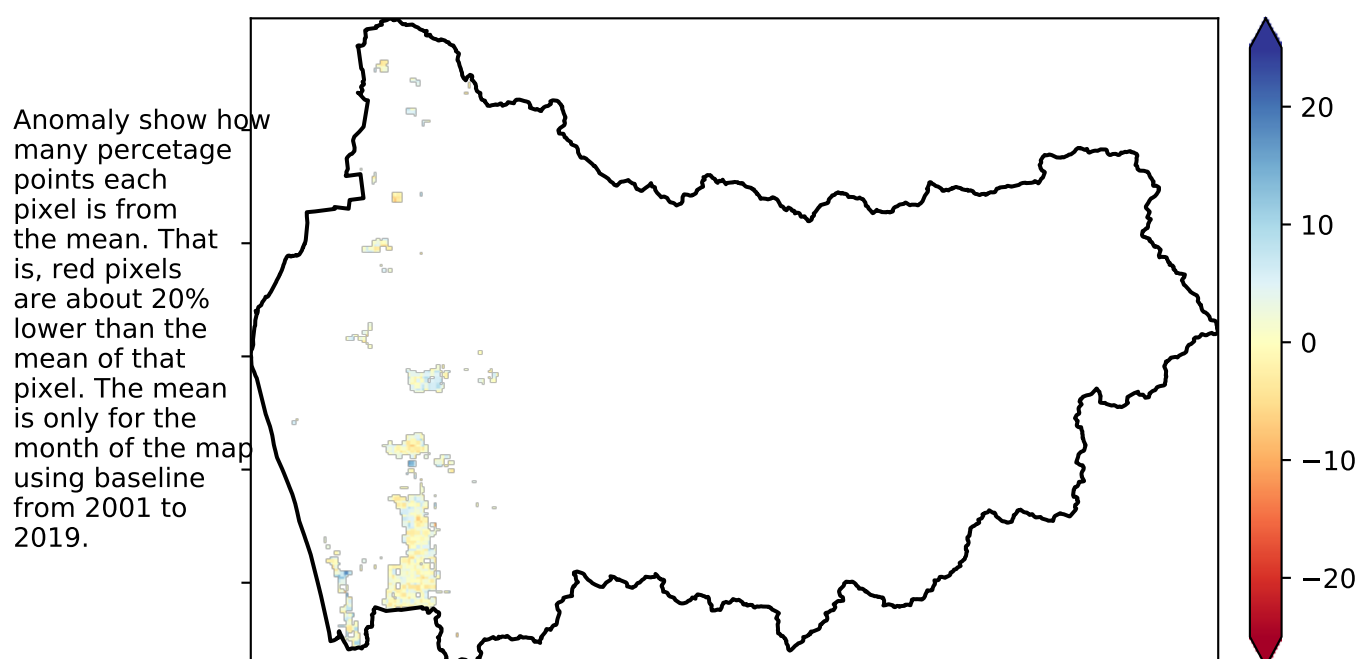 Anomaly show how
many percetage
points each
pixel is from
the mean. That
is, red pixels
are about 20%
lower than the
mean of that
pixel. The mean
is only for the
month of the map
using baseline
from 2001 to
2019.
20
10
0
−10
−20